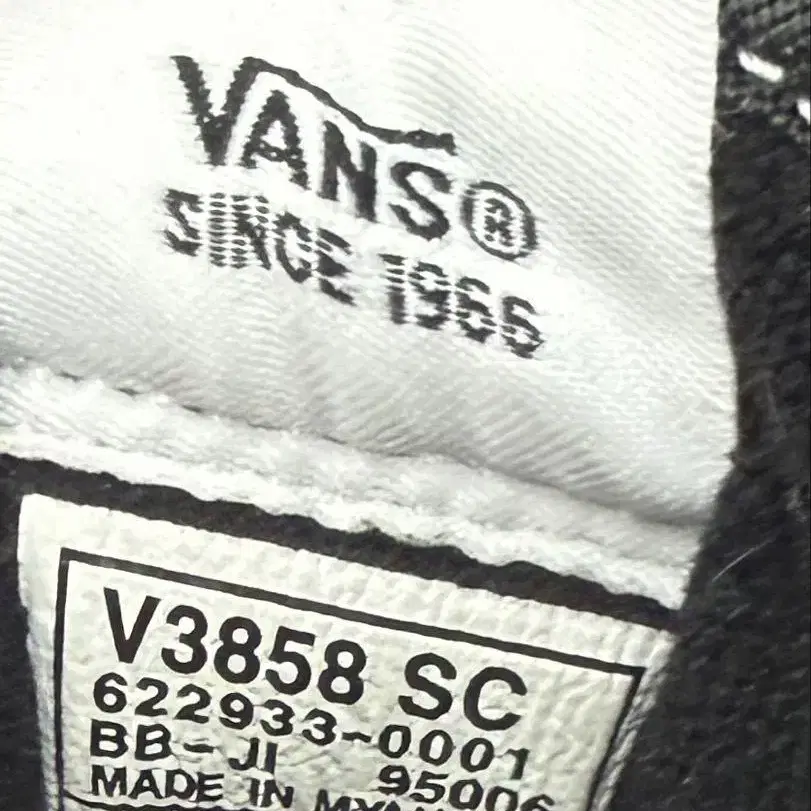 VANS®
SINCE 1966
V3858 SC
622933-0001
BB-JI 95006
MADE IN